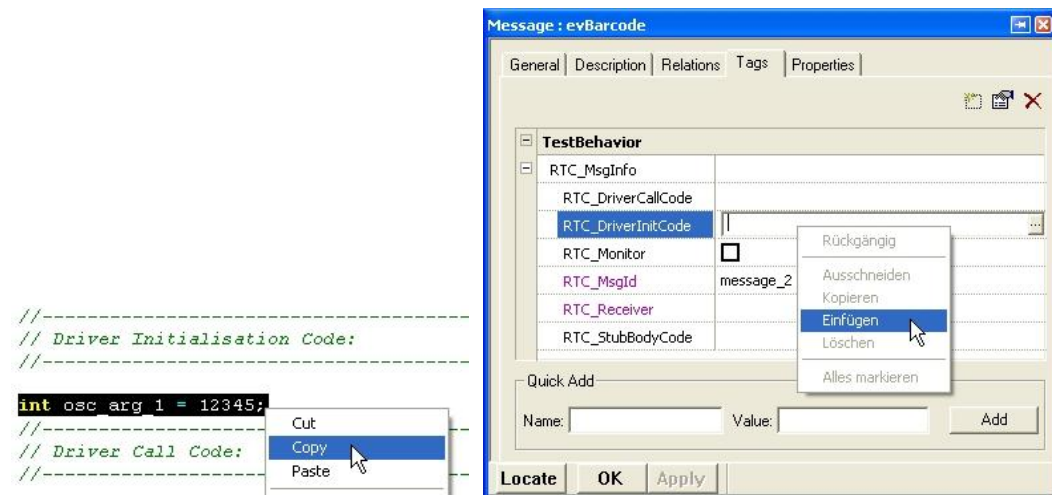 //------------------------------------------
// Driver Initialisation Code:
//------------------------------------------
int osc_arg_1 = 12345;
//------------------------------------------
// Driver Call Code:
//------------------------------------------
Cut
Copy
Paste
Message : evBarcode
General Description Relations Tags Properties
TestBehavior
RTC_MsgInfo
RTC_DriverCallCode
RTC_DriverInitCode ...
RTC_Monitor
RTC_MsgId message_2
RTC_Receiver
RTC_StubBodyCode
Rückgängig
Ausschneiden
Kopieren
Einfügen
Löschen
Alles markieren
Quick Add
Name: Value: Add
Locate OK Apply